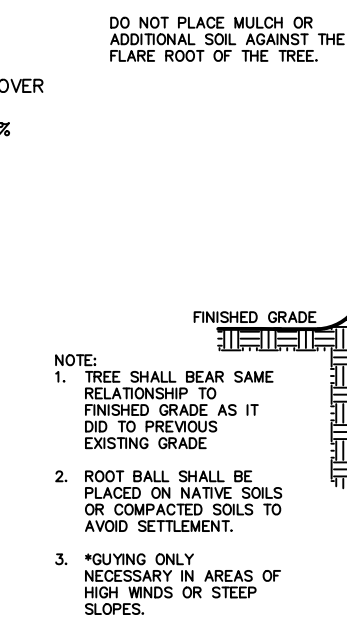 DO NOT PLACE MULCH OR
ADDITIONAL SOIL AGAINST THE
FLARE ROOT OF THE TREE.
OVER
%
FINISHED GRADE
NOTE:
1. TREE SHALL BEAR SAME
RELATIONSHIP TO
FINISHED GRADE AS IT
DID TO PREVIOUS
EXISTING GRADE
2. ROOT BALL SHALL BE
PLACED ON NATIVE SOILS
OR COMPACTED SOILS TO
AVOID SETTLEMENT.
3. *GUYING ONLY
NECESSARY IN AREAS OF
HIGH WINDS OR STEEP
SLOPES.